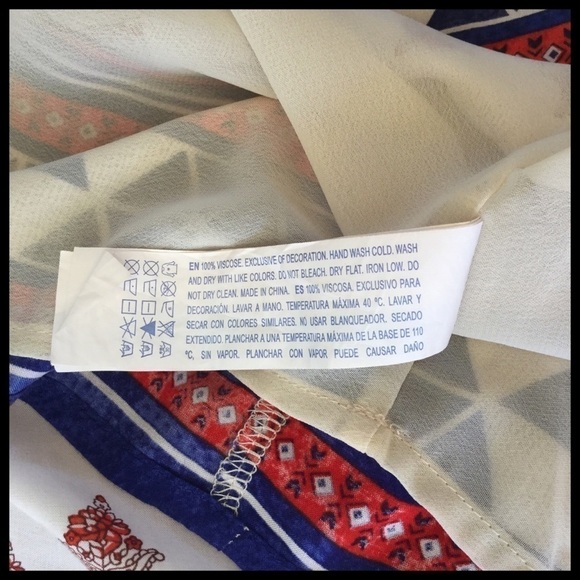 EN 100% VISCOSE. EXCLUSIVE OF DECORATION. HAND WASH COLD. WASH
AND DRY WITH LIKE COLORS. DO NOT BLEACH. DRY FLAT. IRON LOW. DO
NOT DRY CLEAN. MADE IN CHINA. ES 100% VISCOSA. EXCLUSIVO PARA
DECORACIÓN. LAVAR A MANO. TEMPERATURA MÁXIMA 40 ºC. LAVAR Y
SECAR CON COLORES. SIMILARES. NO USAR BLANQUEADOR. SECADO
EXTENDIDO. PLANCHAR A UNA TEMPERATURA MÁXIMA DE LA BASE DE 110
ºC, SIN VAPOR. PLANCHAR CON VAPOR PUEDE CAUSAR DAÑO